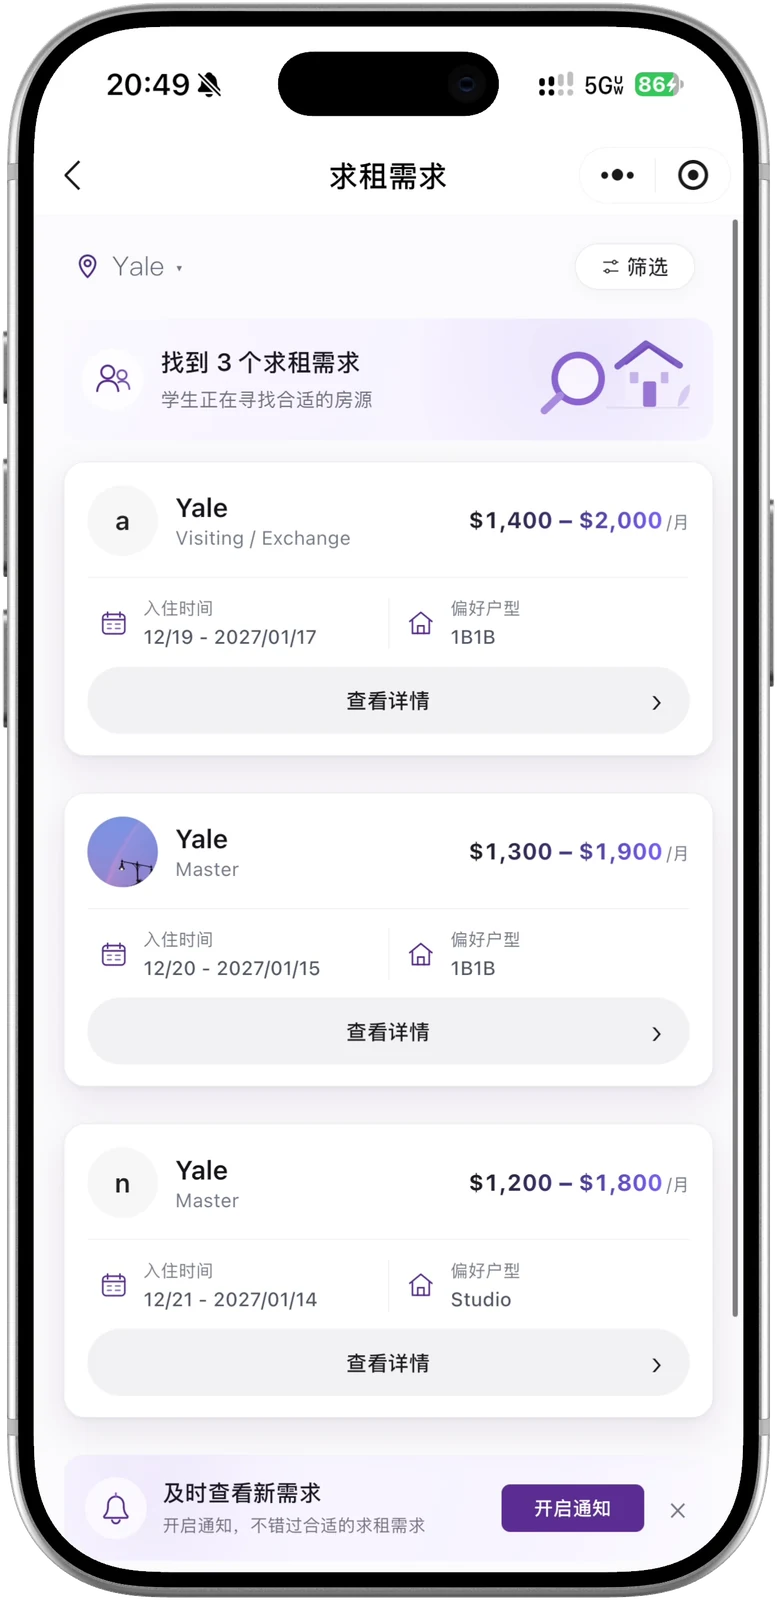 20:49 5GUW 86
求租需求
Yale
筛选
找到 3 个求租需求
学生正在寻找合适的房源
a
Yale
Visiting / Exchange
$1,400 – $2,000 /月
入住时间
12/19 - 2027/01/17
偏好户型
1B1B
查看详情
Yale
Master
$1,300 – $1,900 /月
入住时间
12/20 - 2027/01/15
偏好户型
1B1B
查看详情
n
Yale
Master
$1,200 – $1,800 /月
入住时间
12/21 - 2027/01/14
偏好户型
Studio
查看详情
及时查看新需求
开启通知，不错过合适的求租需求
开启通知